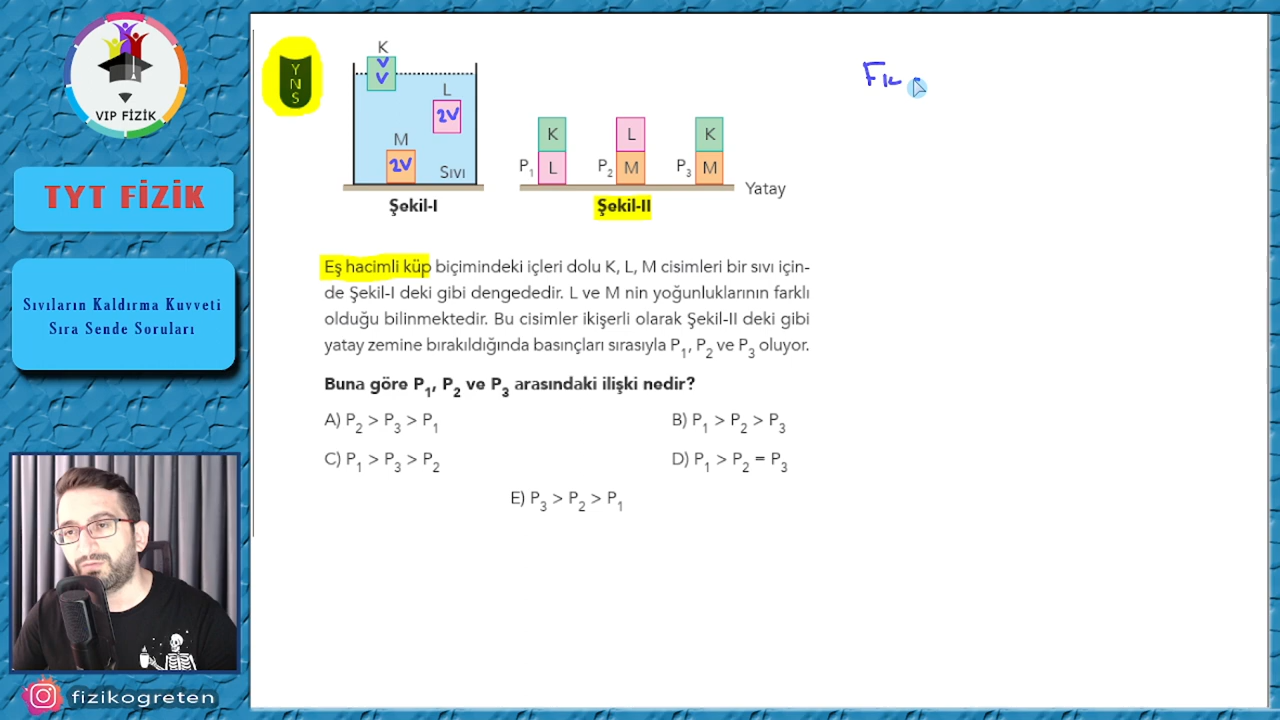 VIP FİZİK
TYT FİZİK
Sıvıların Kaldırma Kuvveti
Sıra Sende Soruları
fizikogreten
Y
N
S
K
V
V
L
2V
M
2V
Sıvı
Şekil-I
K
L
P1
L
M
P2
K
M
P3
Yatay
Şekil-II
Fk
Eş hacimli küp biçimindeki içleri dolu K, L, M cisimleri bir sıvı için-
de Şekil-I deki gibi dengededir. L ve M nin yoğunluklarının farklı
olduğu bilinmektedir. Bu cisimler ikişerli olarak Şekil-II deki gibi
yatay zemine bırakıldığında basınçları sırasıyla P1, P2 ve P3 oluyor.
Buna göre P1, P2 ve P3 arasındaki ilişki nedir?
A) P2 > P3 > P1
B) P1 > P2 > P3
C) P1 > P3 > P2
D) P1 > P2 = P3
E) P3 > P2 > P1